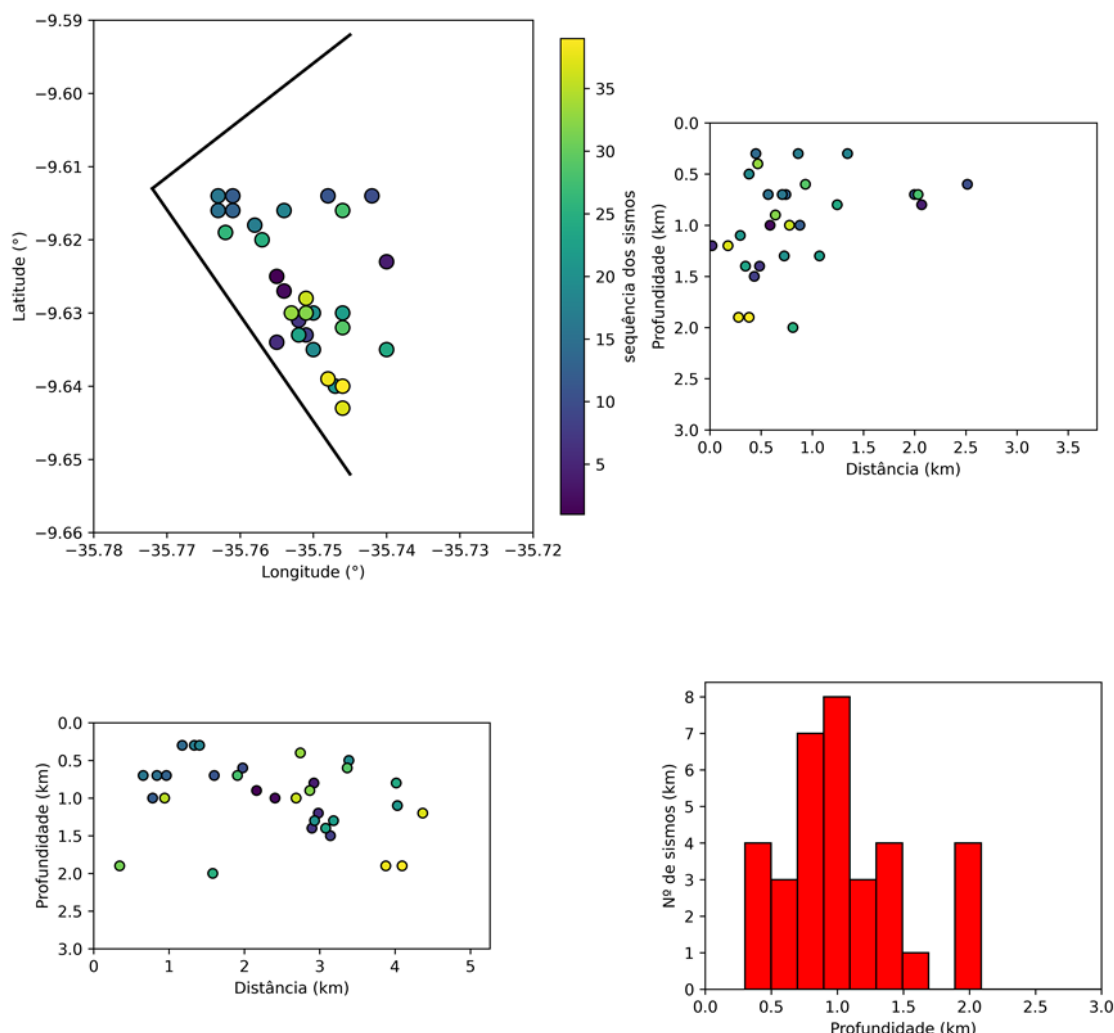 −9.59
−9.60
−9.61
−9.62
−9.63
−9.64
−9.65
−9.66
Latitude (°)
−35.78 −35.77 −35.76 −35.75 −35.74 −35.73 −35.72
Longitude (°)
35
30
25
20
15
10
5
sequência dos sismos
0.0
0.5
1.0
1.5
2.0
2.5
3.0
Profundidade (km)
0.0 0.5 1.0 1.5 2.0 2.5 3.0 3.5
Distância (km)
0.0
0.5
1.0
1.5
2.0
2.5
3.0
Profundidade (km)
0 1 2 3 4 5
Distância (km)
8
7
6
5
4
3
2
1
0
Nº de sismos
0.0 0.5 1.0 1.5 2.0 2.5 3.0
Profundidade (km)